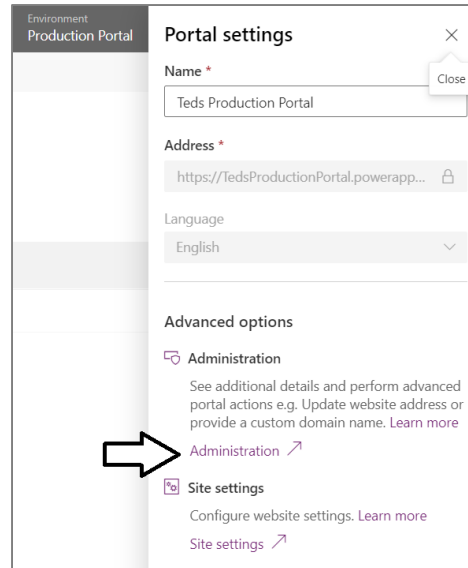 Environment
Production Portal
Portal settings
Close
Name *
Teds Production Portal
Address *
https://TedsProductionPortal.powerapp...
Language
English
Advanced options
Administration
See additional details and perform advanced
portal actions e.g. Update website address or
provide a custom domain name. Learn more
Administration
Site settings
Configure website settings. Learn more
Site settings